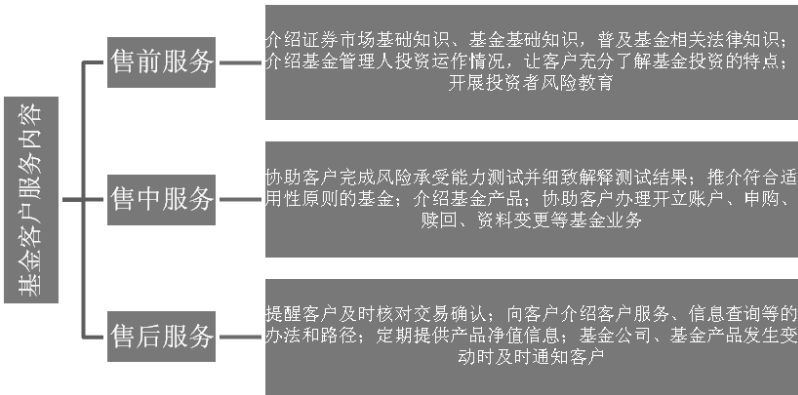 基金客户服务内容
售前服务
介绍证券市场基础知识、基金基础知识，普及基金相关法律知识；
介绍基金管理人投资运作情况，让客户充分了解基金投资的特点；
开展投资者风险教育
售中服务
协助客户完成风险承受能力测试并细致解释测试结果；推介符合适
用性原则的基金；介绍基金产品；协助客户办理开立账户、申购、
赎回、资料变更等基金业务
售后服务
提醒客户及时核对交易确认；向客户介绍客户服务、信息查询等的
办法和路径；定期提供产品净值信息；基金公司、基金产品发生变
动时及时通知客户